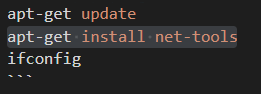 apt-get update
apt-get install net-tools
ifconfig
```